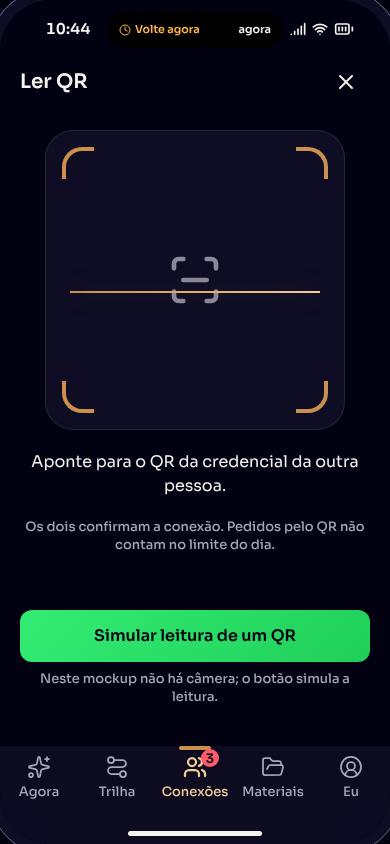 10:44
Volte agora
agora
Ler QR
Aponte para o QR da credencial da outra
pessoa.
Os dois confirmam a conexão. Pedidos pelo QR não
contam no limite do dia.
Simular leitura de um QR
Neste mockup não há câmera; o botão simula a
leitura.
3
Agora
Trilha
Conexões
Materiais
Eu